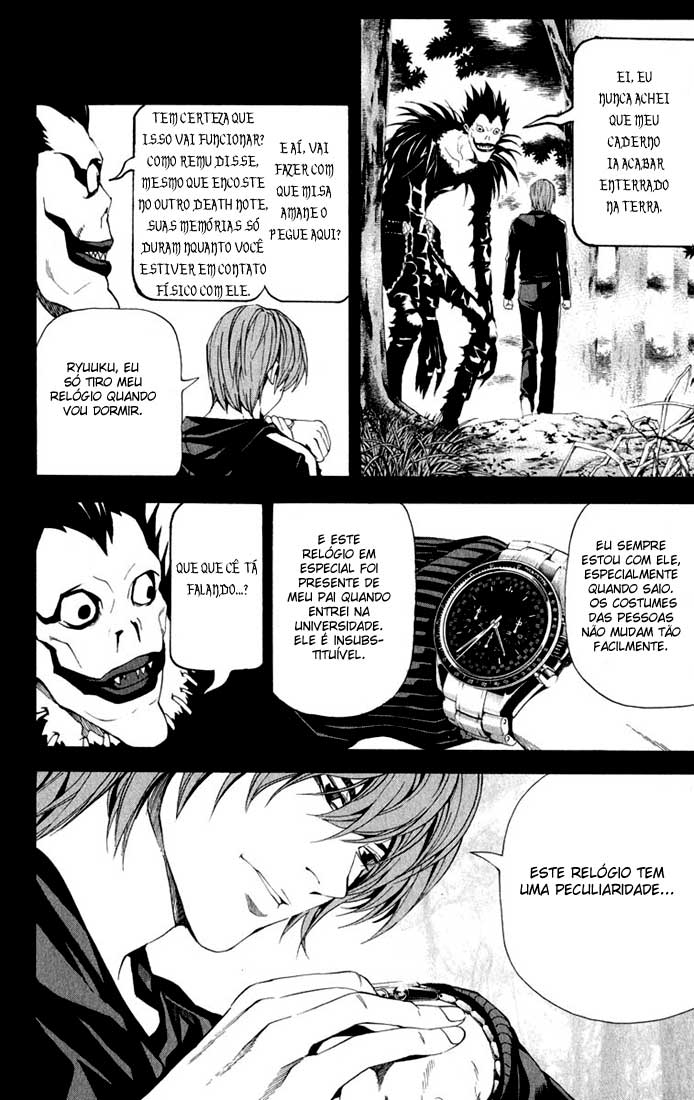 EI, EU
NUNCA ACHEI
QUE MEU
CADERNO
IA ACABAR
ENTERRADO
NA TERRA.
E AÍ, VAI
FAZER COM
QUE MISA
AMANE O
PEGUE AQUI?
TEM CERTEZA QUE
ISSO VAI FUNCIONAR?
COMO REMU DISSE,
MESMO QUE ENCOSTE
NO OUTRO DEATH NOTE,
SUAS MEMÓRIAS SÓ
DURAM NQUANTO VOCÊ
ESTIVER EM CONTATO
FÍSICO COM ELE.
RYUUKU, EU
SÓ TIRO MEU
RELÓGIO QUANDO
VOU DORMIR.
EU SEMPRE
ESTOU COM ELE,
ESPECIALMENTE
QUANDO SAIO.
OS COSTUMES
DAS PESSOAS
NÃO MUDAM TÃO
FACILMENTE.
E ESTE
RELÓGIO EM
ESPECIAL FOI
PRESENTE DE
MEU PAI QUANDO
ENTREI NA
UNIVERSIDADE.
ELE É INSUBS-
TITUÍVEL.
QUE QUE CÊ TÁ
FALANDO...?
ESTE RELÓGIO TEM
UMA PECULIARIDADE...